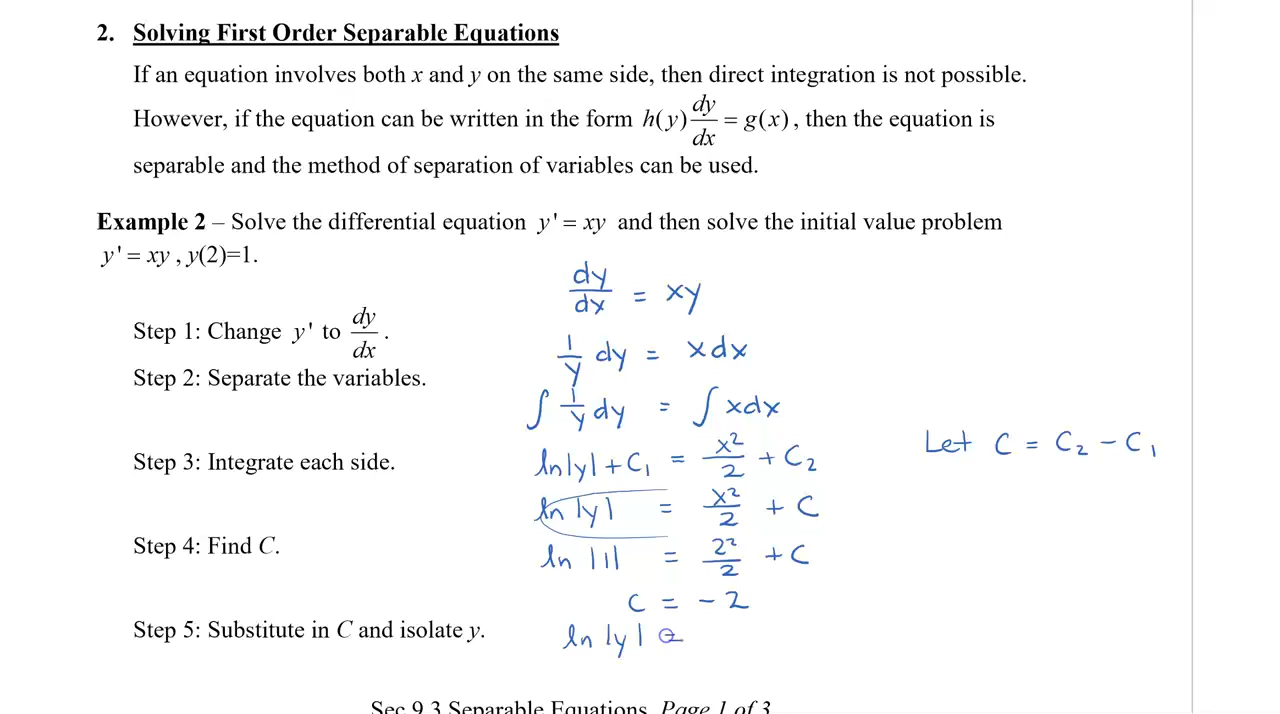 2. Solving First Order Separable Equations
If an equation involves both x and y on the same side, then direct integration is not possible.
However, if the equation can be written in the form h(y) dy/dx = g(x), then the equation is
separable and the method of separation of variables can be used.
Example 2 – Solve the differential equation y' = xy and then solve the initial value problem
y' = xy , y(2)=1.
dy/dx = xy
Step 1: Change y' to dy/dx.
1/y dy = x dx
Step 2: Separate the variables.
∫ 1/y dy = ∫ x dx
Let C = C₂ − C₁
Step 3: Integrate each side.
ln|y| + C₁ = x²/2 + C₂
ln|y| = x²/2 + C
Step 4: Find C.
ln|1| = 2²/2 + C
C = −2
Step 5: Substitute in C and isolate y.
ln|y| =
Sec 9.3 Separable Equations, Page 1 of 3